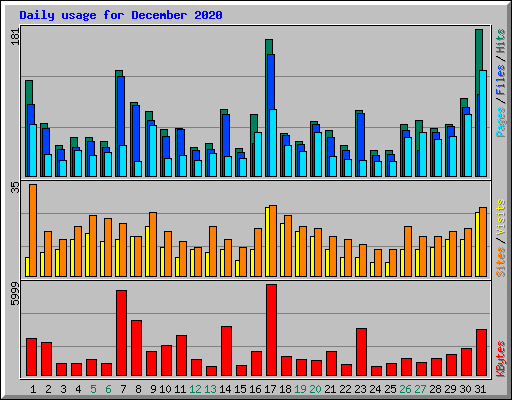 Daily usage for December 2020
181
Pages / Files / Hits
35
Sites / Visits
5999
KBytes
1 2 3 4 5 6 7 8 9 10 11 12 13 14 15 16 17 18 19 20 21 22 23 24 25 26 27 28 29 30 31